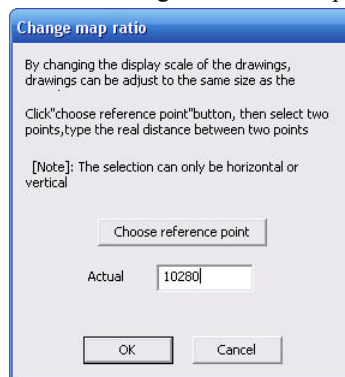 Change map ratio
By changing the display scale of the drawings,
drawings can be adjust to the same size as the
Click"choose reference point"button, then select two
points,type the real distance between two points
[Note]: The selection can only be horizontal or
vertical
Choose reference point
Actual 10280
OK Cancel